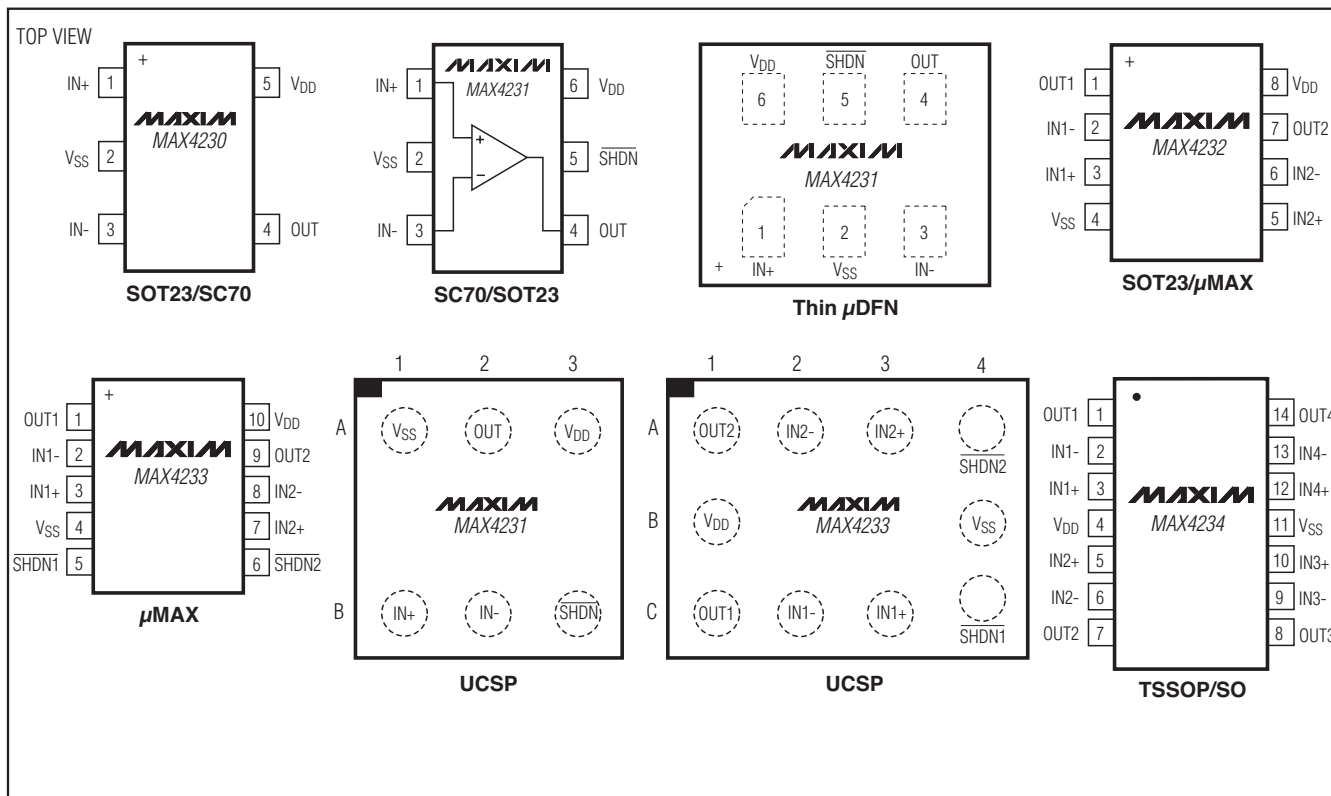 TOP VIEW
+
IN+ 1
5 VDD
MAXIM
MAX4230
VSS 2
IN- 3
4 OUT
SOT23/SC70
MAXIM
MAX4231
IN+ 1
6 VDD
+
VSS 2
5 SHDN
−
IN- 3
4 OUT
SC70/SOT23
VDD SHDN OUT
6 5 4
MAXIM
MAX4231
1 2 3
+ IN+ VSS IN-
Thin µDFN
+
OUT1 1
8 VDD
MAXIM
MAX4232
IN1- 2
7 OUT2
IN1+ 3
6 IN2-
VSS 4
5 IN2+
SOT23/µMAX
+
OUT1 1
10 VDD
MAXIM
MAX4233
IN1- 2
9 OUT2
IN1+ 3
8 IN2-
VSS 4
7 IN2+
SHDN1 5
6 SHDN2
µMAX
1 2 3
A VSS OUT VDD
MAXIM
MAX4231
B IN+ IN- SHDN
UCSP
1 2 3 4
A OUT2 IN2- IN2+ SHDN2
MAXIM
MAX4233
B VDD VSS
C OUT1 IN1- IN1+ SHDN1
UCSP
OUT1 1
14 OUT4
IN1- 2
13 IN4-
IN1+ 3
12 IN4+
MAXIM
MAX4234
VDD 4
11 VSS
IN2+ 5
10 IN3+
IN2- 6
9 IN3-
OUT2 7
8 OUT3
TSSOP/SO